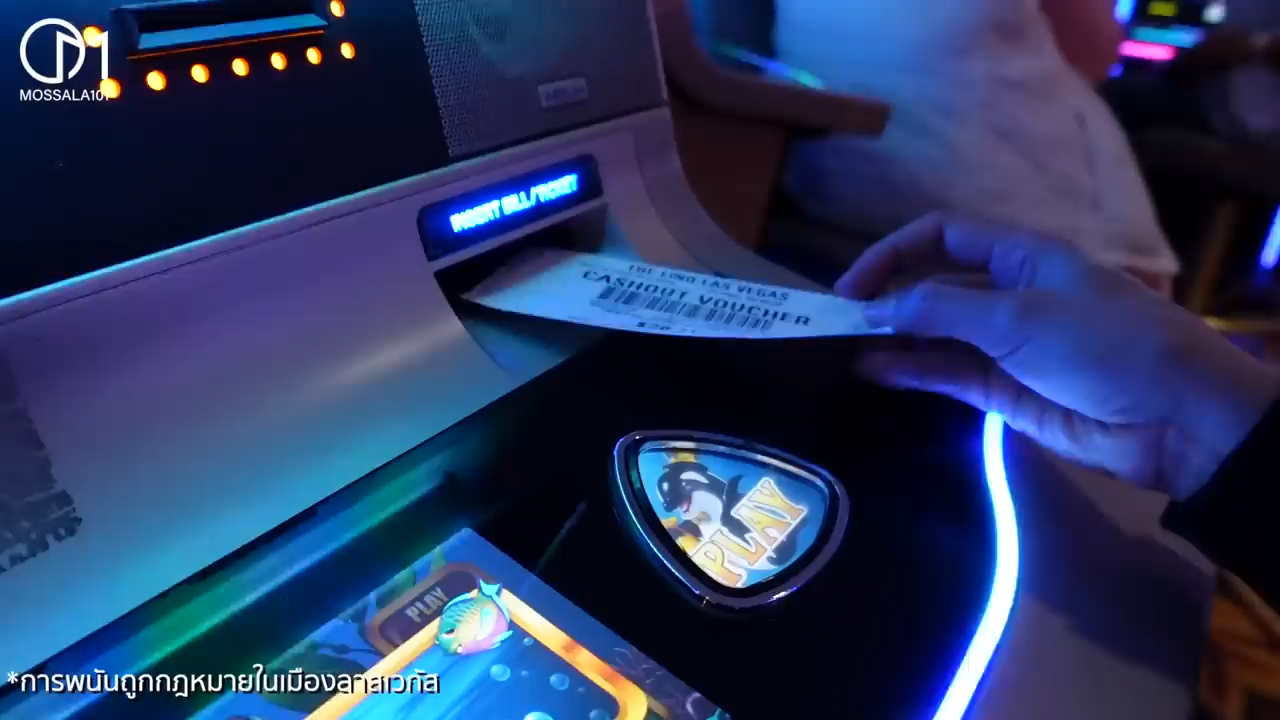 MOSSALA101
INSERT BILL/TICKET
THE LINQ LAS VEGAS
CASHOUT VOUCHER
PLAY
PLAY
*การพนันถูกกฎหมายในเมืองลาสเวกัส